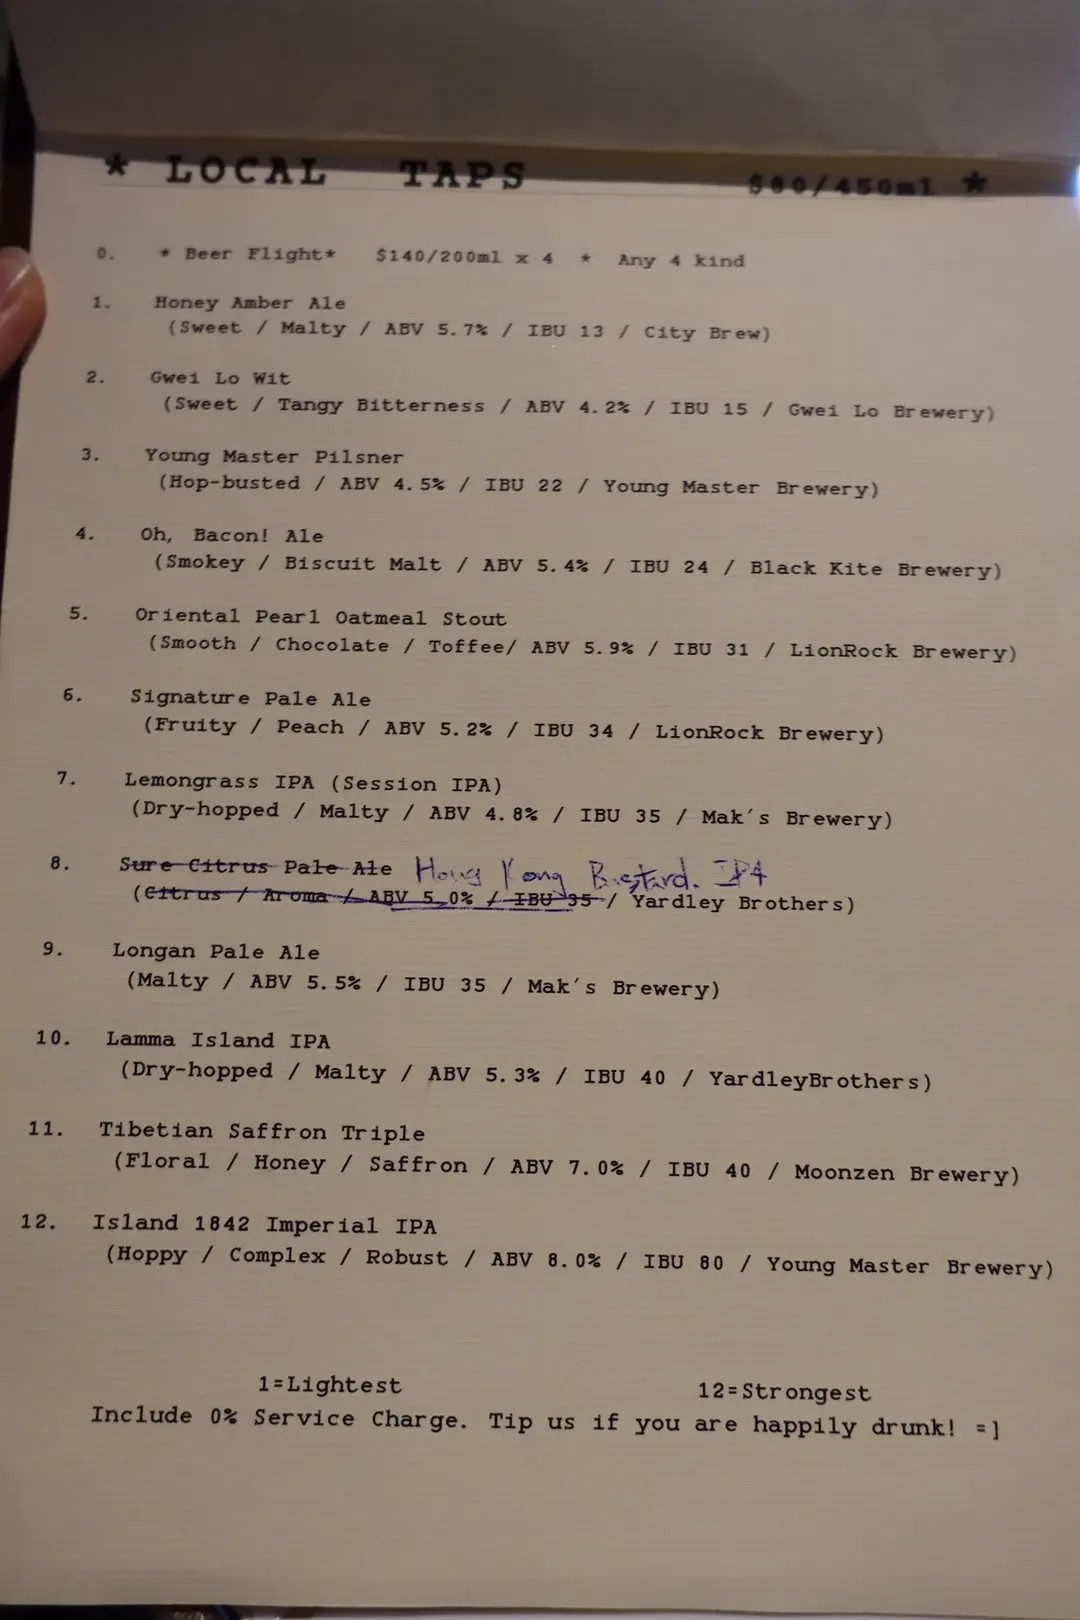 * LOCAL TAPS $80/450ml *
0. * Beer Flight* $140/200ml x 4 * Any 4 kind
1. Honey Amber Ale
(Sweet / Malty / ABV 5.7% / IBU 13 / City Brew)
2. Gwei Lo Wit
(Sweet / Tangy Bitterness / ABV 4.2% / IBU 15 / Gwei Lo Brewery)
3. Young Master Pilsner
(Hop-busted / ABV 4.5% / IBU 22 / Young Master Brewery)
4. Oh, Bacon! Ale
(Smokey / Biscuit Malt / ABV 5.4% / IBU 24 / Black Kite Brewery)
5. Oriental Pearl Oatmeal Stout
(Smooth / Chocolate / Toffee/ ABV 5.9% / IBU 31 / LionRock Brewery)
6. Signature Pale Ale
(Fruity / Peach / ABV 5.2% / IBU 34 / LionRock Brewery)
7. Lemongrass IPA (Session IPA)
(Dry-hopped / Malty / ABV 4.8% / IBU 35 / Mak's Brewery)
8. Sure Citrus Pale Ale Hong Kong Bastard. IPA
(Citrus / Aroma / ABV 5.0% / IBU 35 / Yardley Brothers)
9. Longan Pale Ale
(Malty / ABV 5.5% / IBU 35 / Mak's Brewery)
10. Lamma Island IPA
(Dry-hopped / Malty / ABV 5.3% / IBU 40 / YardleyBrothers)
11. Tibetian Saffron Triple
(Floral / Honey / Saffron / ABV 7.0% / IBU 40 / Moonzen Brewery)
12. Island 1842 Imperial IPA
(Hoppy / Complex / Robust / ABV 8.0% / IBU 80 / Young Master Brewery)
1=Lightest 12=Strongest
Include 0% Service Charge. Tip us if you are happily drunk! =]